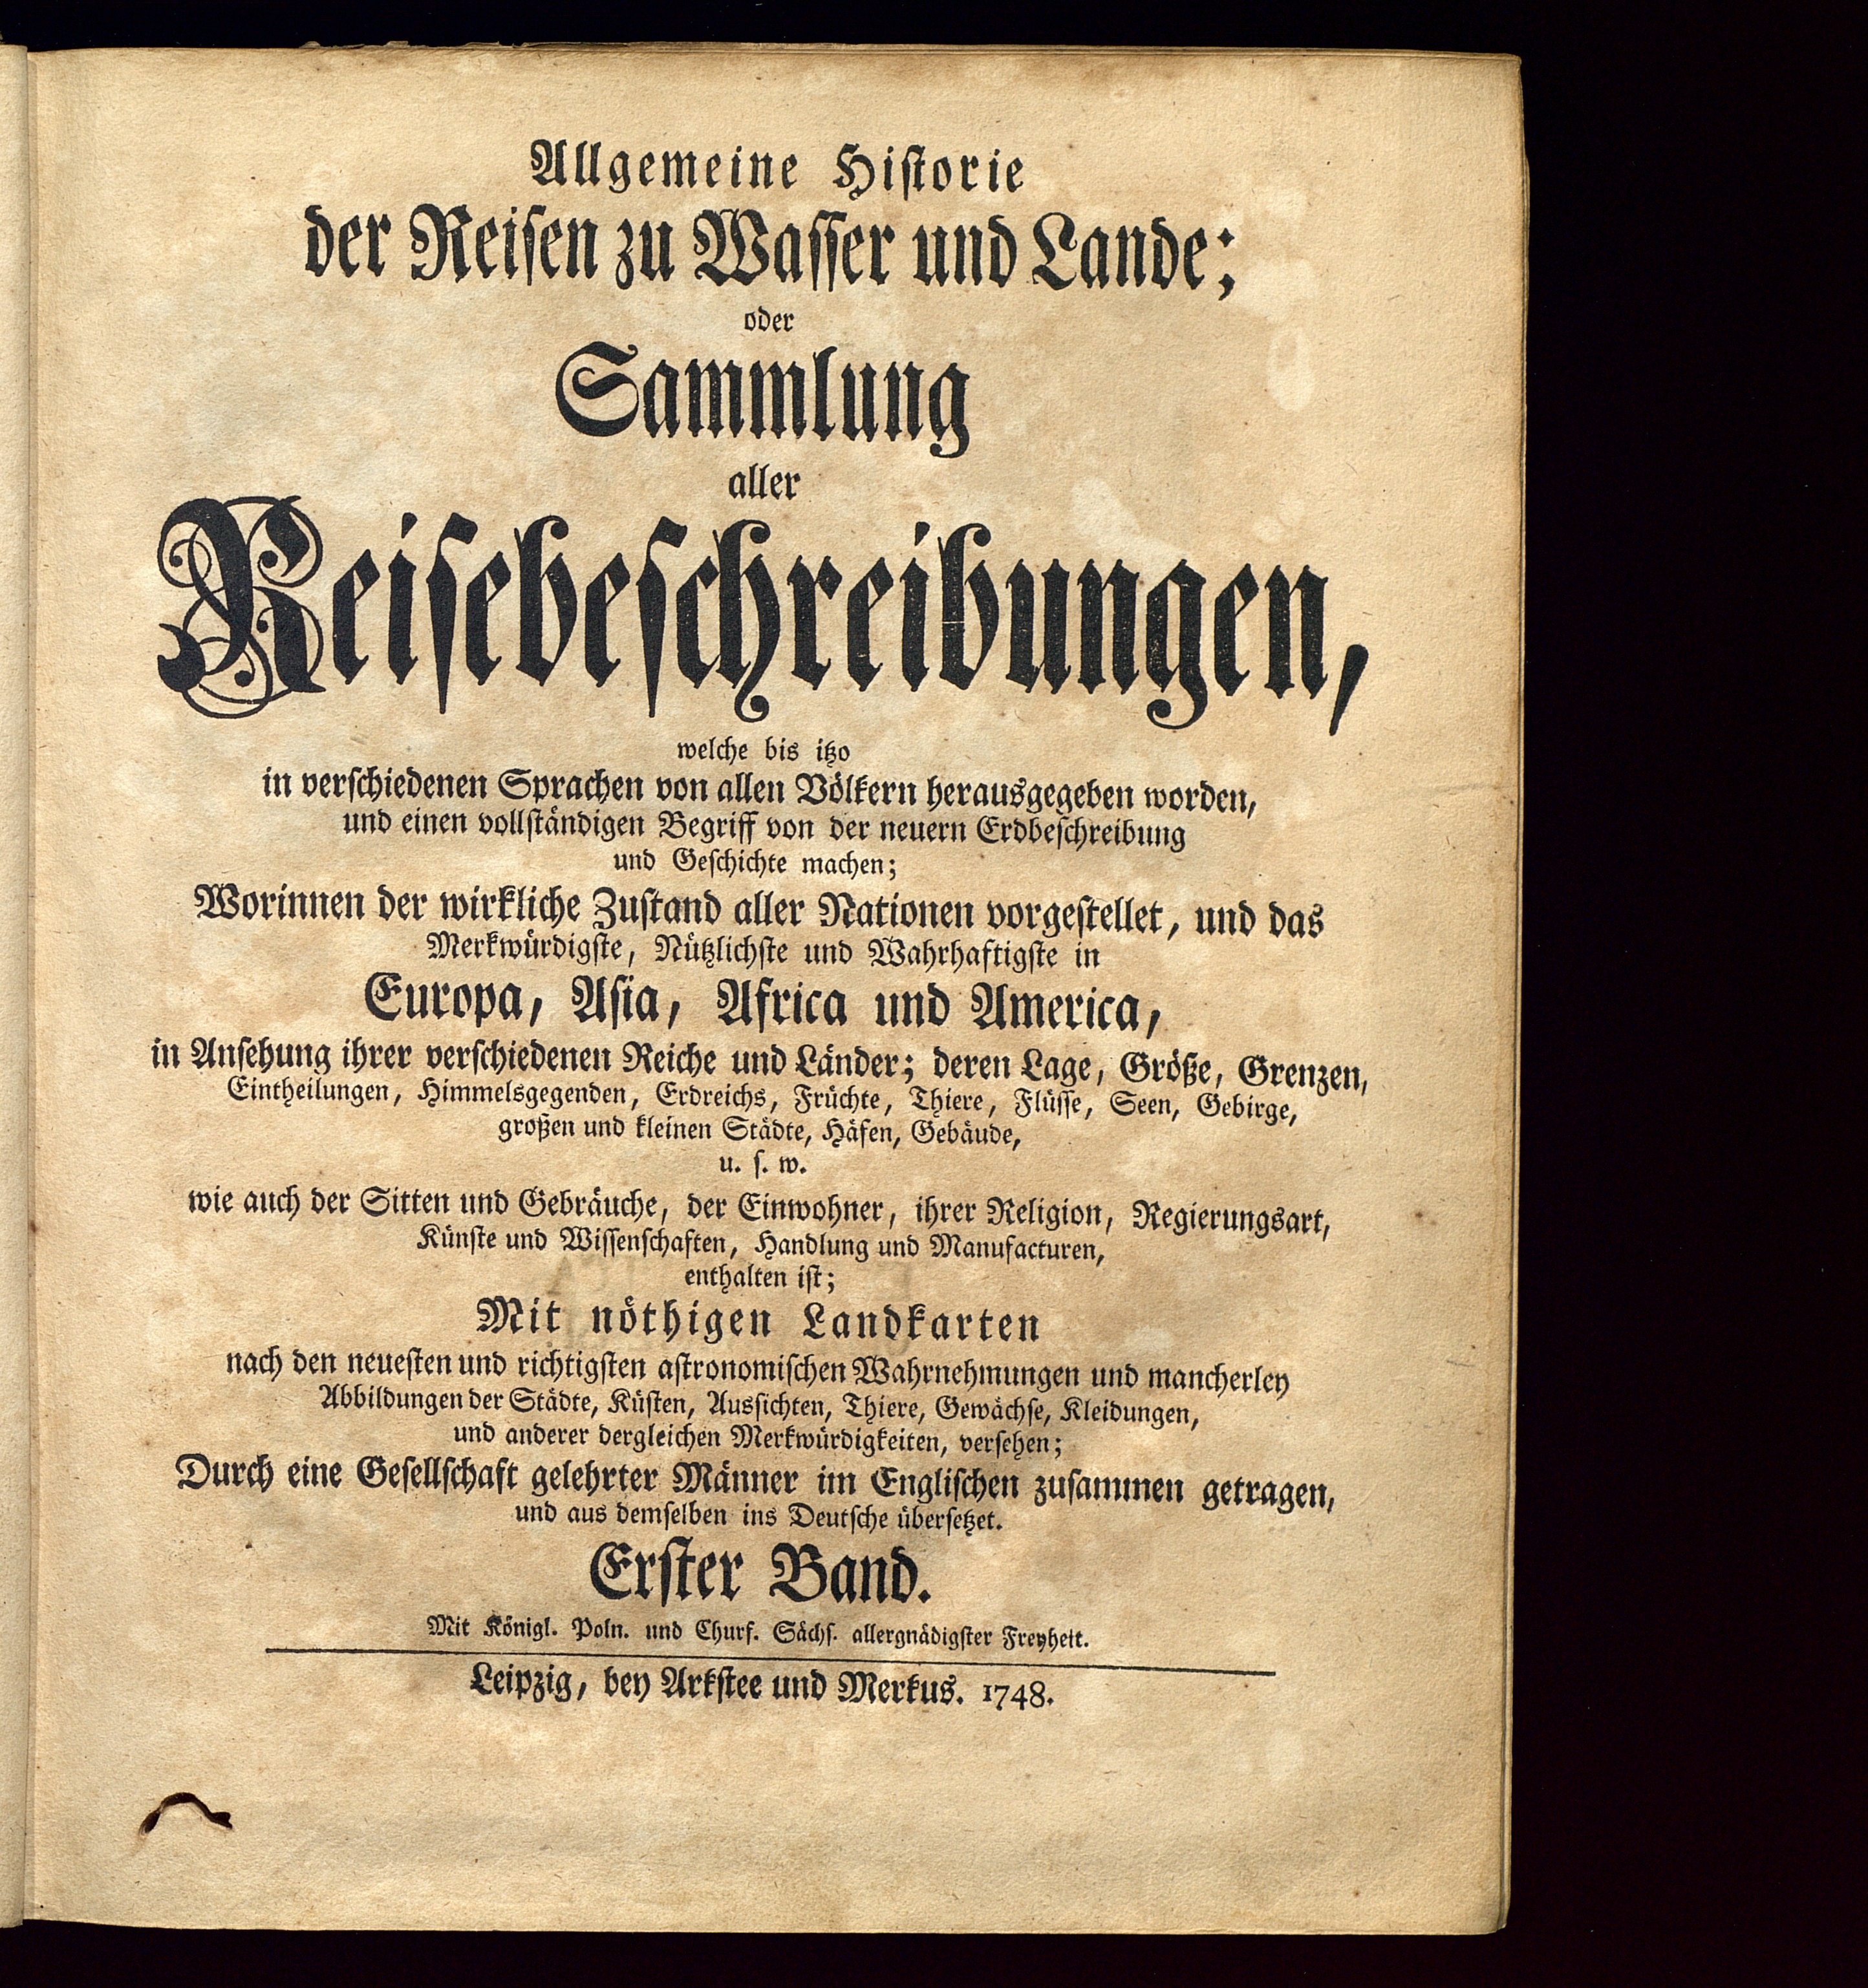 Allgemeine Hiſtorie
der Reiſen zu Waſſer und Lande;
oder
Sammlung
aller
Reiſebeſchreibungen,
welche bis itzo
in verſchiedenen Sprachen von allen Völkern herausgegeben worden,
und einen vollſtändigen Begriff von der neuern Erdbeſchreibung
und Geſchichte machen;
Worinnen der wirkliche Zuſtand aller Nationen vorgeſtellet, und das
Merkwürdigſte, Nützlichſte und Wahrhaftigſte in
Europa, Aſia, Africa und America,
in Anſehung ihrer verſchiedenen Reiche und Länder; deren Lage, Größe, Grenzen,
Eintheilungen, Himmelsgegenden, Erdreichs, Früchte, Thiere, Flüſſe, Seen, Gebirge,
großen und kleinen Städte, Häfen, Gebäude,
u. ſ. w.
wie auch der Sitten und Gebräuche, der Einwohner, ihrer Religion, Regierungsart,
Künſte und Wiſſenſchaften, Handlung und Manufacturen,
enthalten iſt;
Mit nöthigen Landkarten
nach den neueſten und richtigſten aſtronomiſchen Wahrnehmungen und mancherley
Abbildungen der Städte, Küſten, Ausſichten, Thiere, Gewächſe, Kleidungen,
und anderer dergleichen Merkwürdigkeiten, verſehen;
Durch eine Geſellſchaft gelehrter Männer im Engliſchen zuſammen getragen,
und aus demſelben ins Deutſche überſetzet.
Erſter Band.
Mit Königl. Poln. und Churf. Sächſ. allergnädigſter Freyheit.
Leipzig, bey Arkſtee und Merkus. 1748.